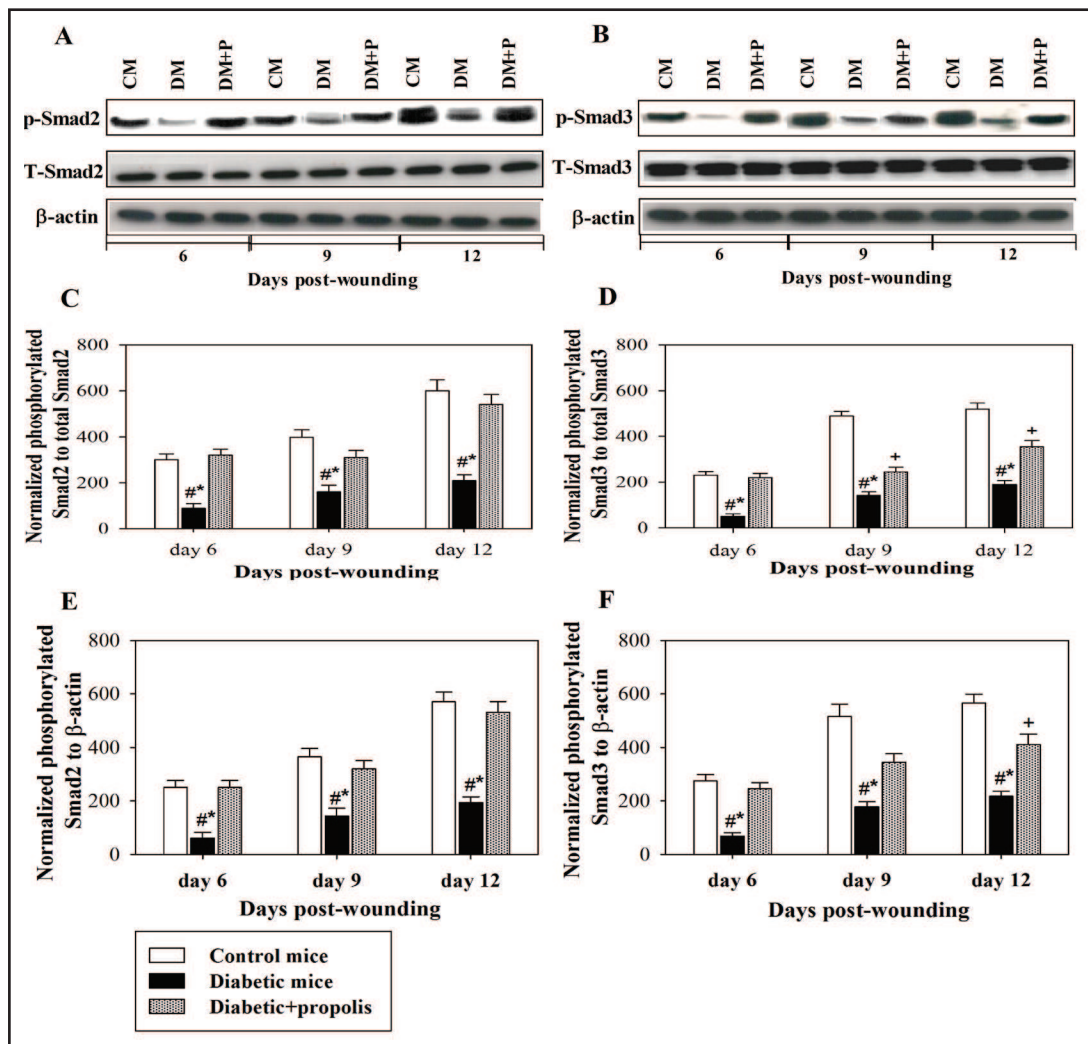 A
CM DM DM+P CM DM DM+P CM DM DM+P
p-Smad2
T-Smad2
β-actin
6 9 12
Days post-wounding
B
CM DM DM+P CM DM DM+P CM DM DM+P
p-Smad3
T-Smad3
β-actin
6 9 12
Days post-wounding
C
Normalized phosphorylated
Smad2 to total Smad2
800
600
400
200
0
#* #* #*
day 6 day 9 day 12
Days post-wounding
D
Normalized phosphorylated
Smad3 to total Smad3
800
600
400
200
0
#* #* + #* +
day 6 day 9 day 12
Days post-wounding
E
Normalized phosphorylated
Smad2 to β-actin
800
600
400
200
0
#* #* #*
day 6 day 9 day 12
Days post-wounding
F
Normalized phosphorylated
Smad3 to β-actin
800
600
400
200
0
#* #* #* +
day 6 day 9 day 12
Days post-wounding
Control mice
Diabetic mice
Diabetic+propolis